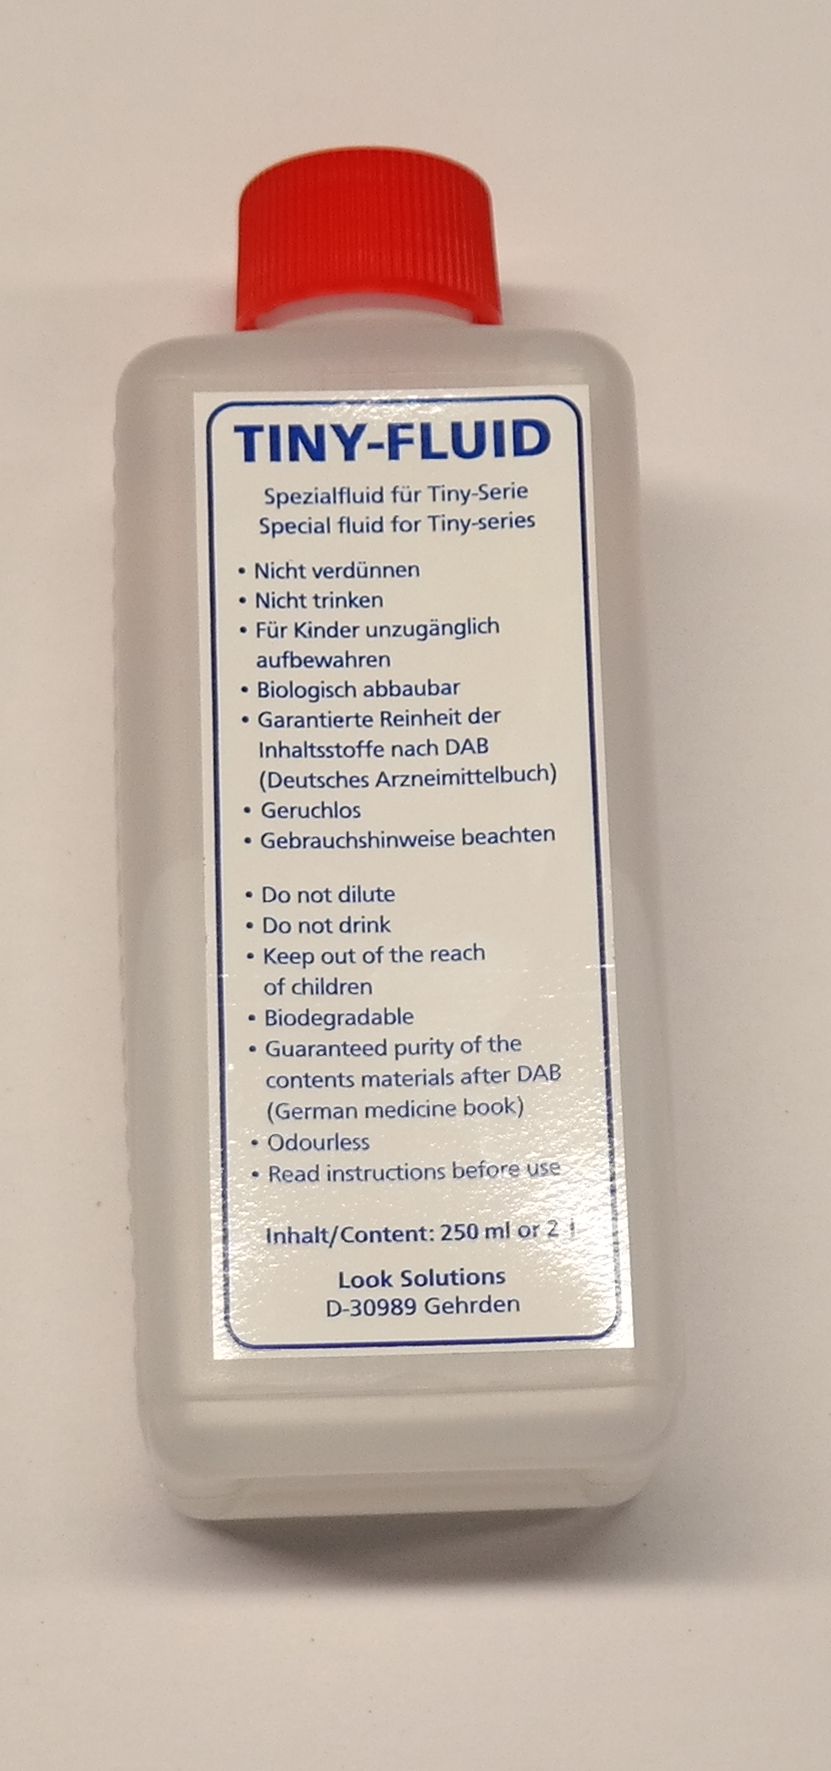 TINY-FLUID
Spezialfluid für Tiny-Serie
Special fluid for Tiny-series
• Nicht verdünnen
• Nicht trinken
• Für Kinder unzugänglich
aufbewahren
• Biologisch abbaubar
• Garantierte Reinheit der
Inhaltsstoffe nach DAB
(Deutsches Arzneimittelbuch)
• Geruchlos
• Gebrauchshinweise beachten
• Do not dilute
• Do not drink
• Keep out of the reach
of children
• Biodegradable
• Guaranteed purity of the
contents materials after DAB
(German medicine book)
• Odourless
• Read instructions before use
Inhalt/Content: 250 ml or 2 l
Look Solutions
D-30989 Gehrden